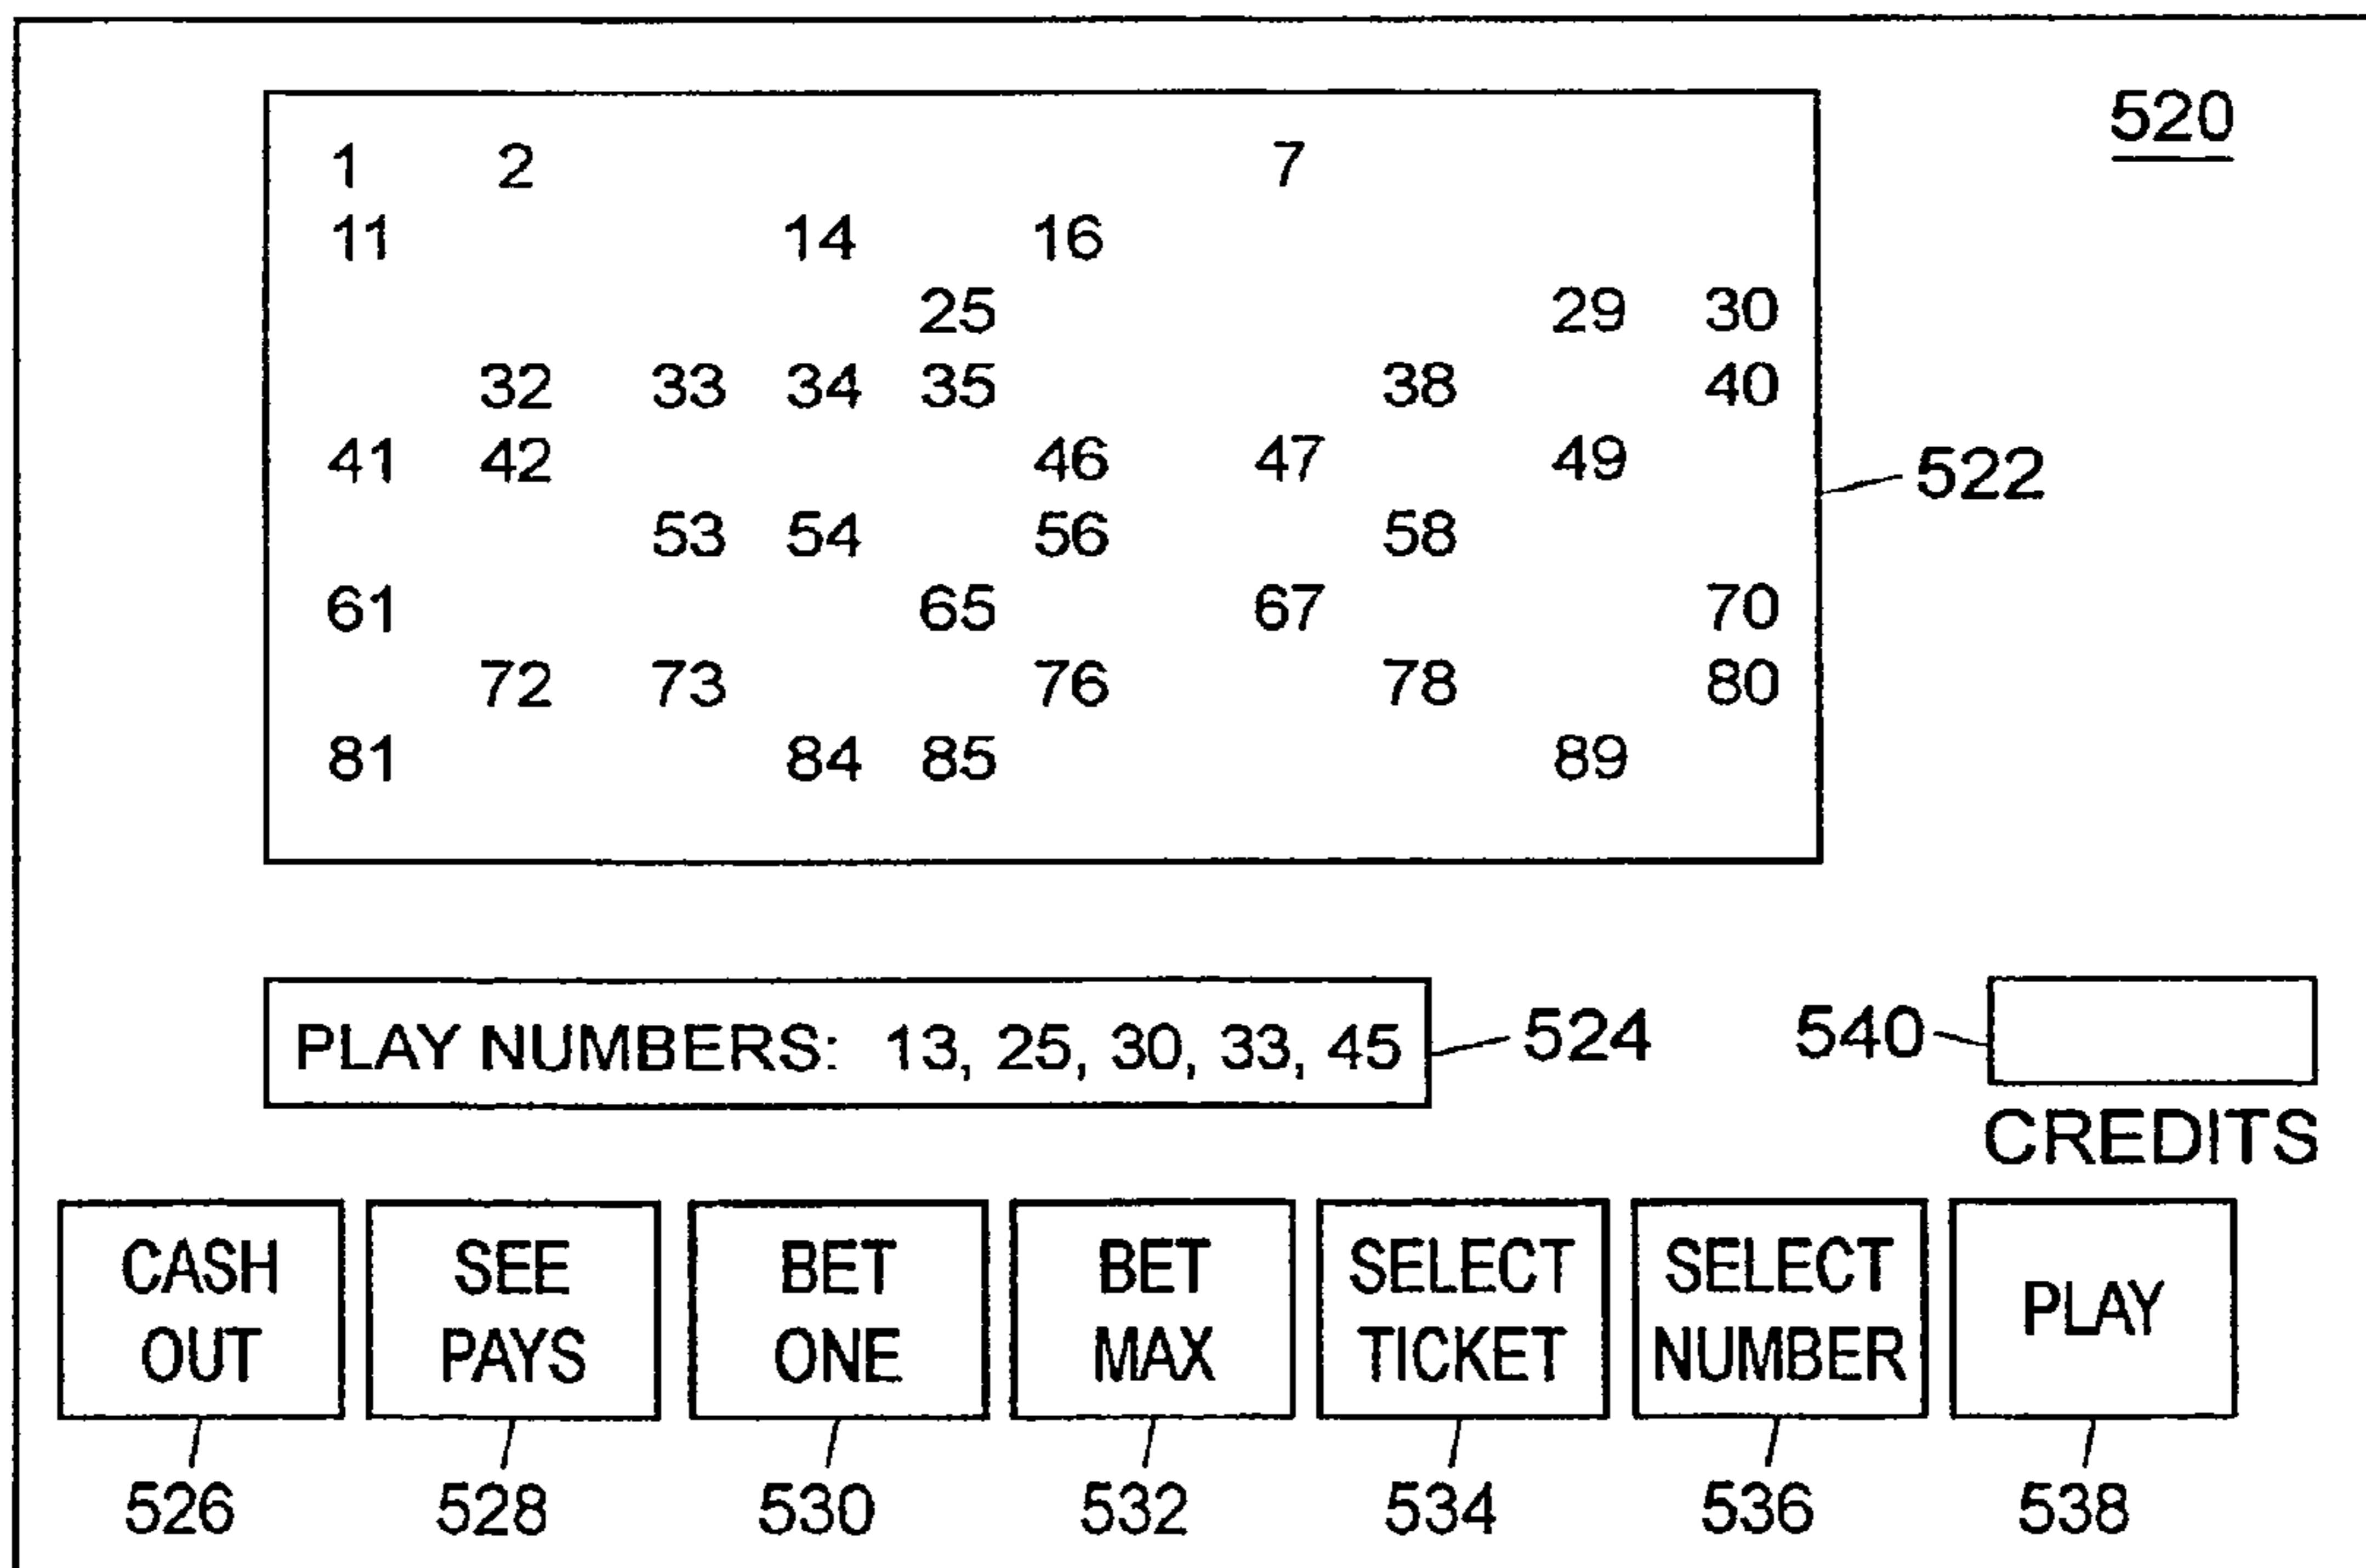 520
1 2 7
11 14 16
25 29 30
32 33 34 35 38 40
41 42 46 47 49
522
53 54 56 58
61 65 67 70
72 73 76 78 80
81 84 85 89
PLAY NUMBERS: 13, 25, 30, 33, 45
524
540
CREDITS
CASH
OUT
SEE
PAYS
BET
ONE
BET
MAX
SELECT
TICKET
SELECT
NUMBER
PLAY
526 528 530 532 534 536 538